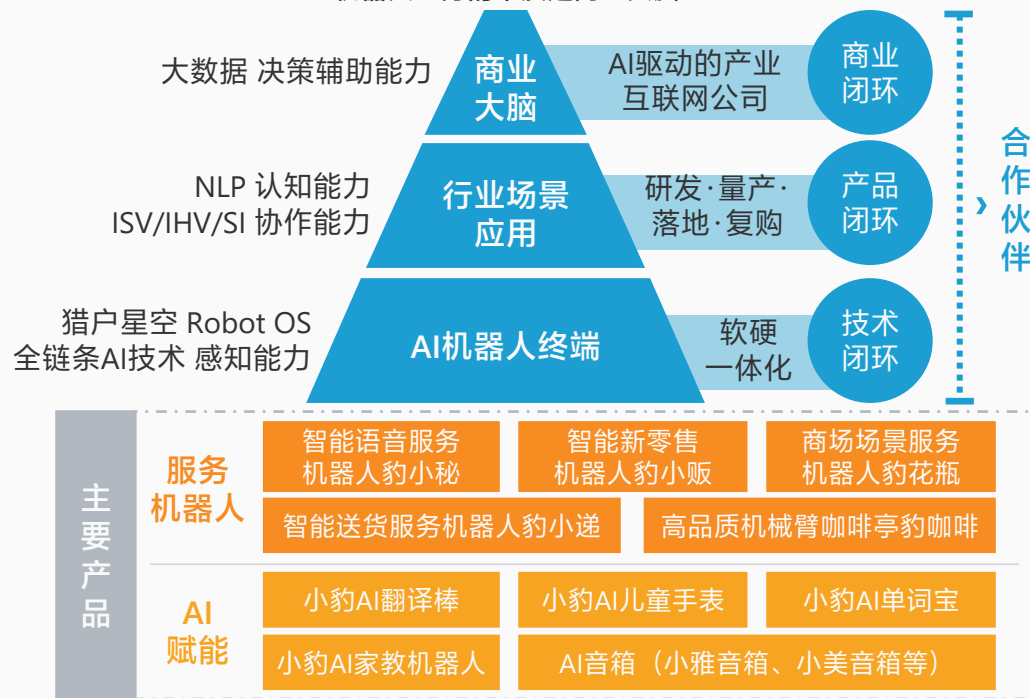 大数据 决策辅助能力
商业
大脑
AI驱动的产业
互联网公司
商业
闭环
NLP 认知能力
ISV/IHV/SI 协作能力
行业场景
应用
研发·量产·
落地·复购
产品
闭环
猎户星空 Robot OS
全链条AI技术 感知能力
AI机器人终端
软硬
一体化
技术
闭环
›
合作伙伴
主要产品
服务
机器人
智能语音服务
机器人豹小秘
智能新零售
机器人豹小贩
商场场景服务
机器人豹花瓶
智能送货服务机器人豹小递
高品质机械臂咖啡亭豹咖啡
AI
赋能
小豹AI翻译棒
小豹AI儿童手表
小豹AI单词宝
小豹AI家教机器人
AI音箱（小雅音箱、小美音箱等）